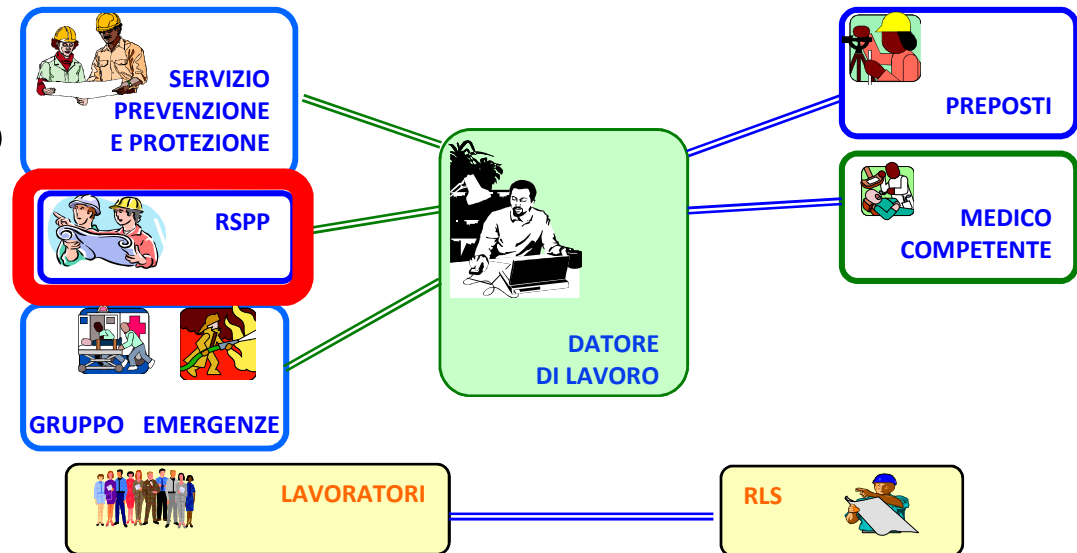 SERVIZIO
PREVENZIONE
E PROTEZIONE
)
RSPP
GRUPPO EMERGENZE
DATORE
DI LAVORO
PREPOSTI
MEDICO
COMPETENTE
LAVORATORI
RLS